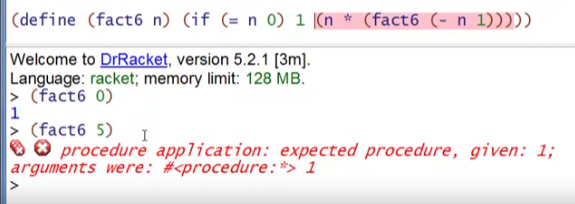 (define (fact6 n) (if (= n 0) 1 (n * (fact6 (- n 1)))))
Welcome to DrRacket, version 5.2.1 [3m].
Language: racket; memory limit: 128 MB.
> (fact6 0)
1
> (fact6 5)
procedure application: expected procedure, given: 1;
arguments were: #<procedure:*> 1
>